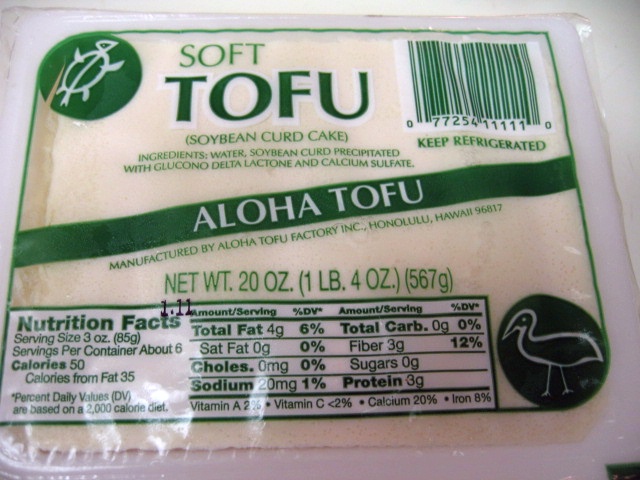 SOFT
TOFU
(SOYBEAN CURD CAKE)
INGREDIENTS: WATER, SOYBEAN CURD PRECIPITATED
WITH GLUCONO DELTA LACTONE AND CALCIUM SULFATE.
0 77254 11111 0
KEEP REFRIGERATED
ALOHA TOFU
MANUFACTURED BY ALOHA TOFU FACTORY INC., HONOLULU, HAWAII 96817
NET WT. 20 OZ. (1 LB. 4 OZ.) (567g)
1.11
Nutrition Facts
Serving Size 3 oz. (85g)
Servings Per Container About 6
Calories 50
Calories from Fat 35
*Percent Daily Values (DV)
are based on a 2,000 calorie diet.
Amount/Serving %DV* Amount/Serving %DV*
Total Fat 4g 6% Total Carb. 0g 0%
Sat Fat 0g 0% Fiber 3g 12%
Choles. 0mg 0% Sugars 0g
Sodium 20mg 1% Protein 3g
Vitamin A 2% • Vitamin C <2% • Calcium 20% • Iron 8%